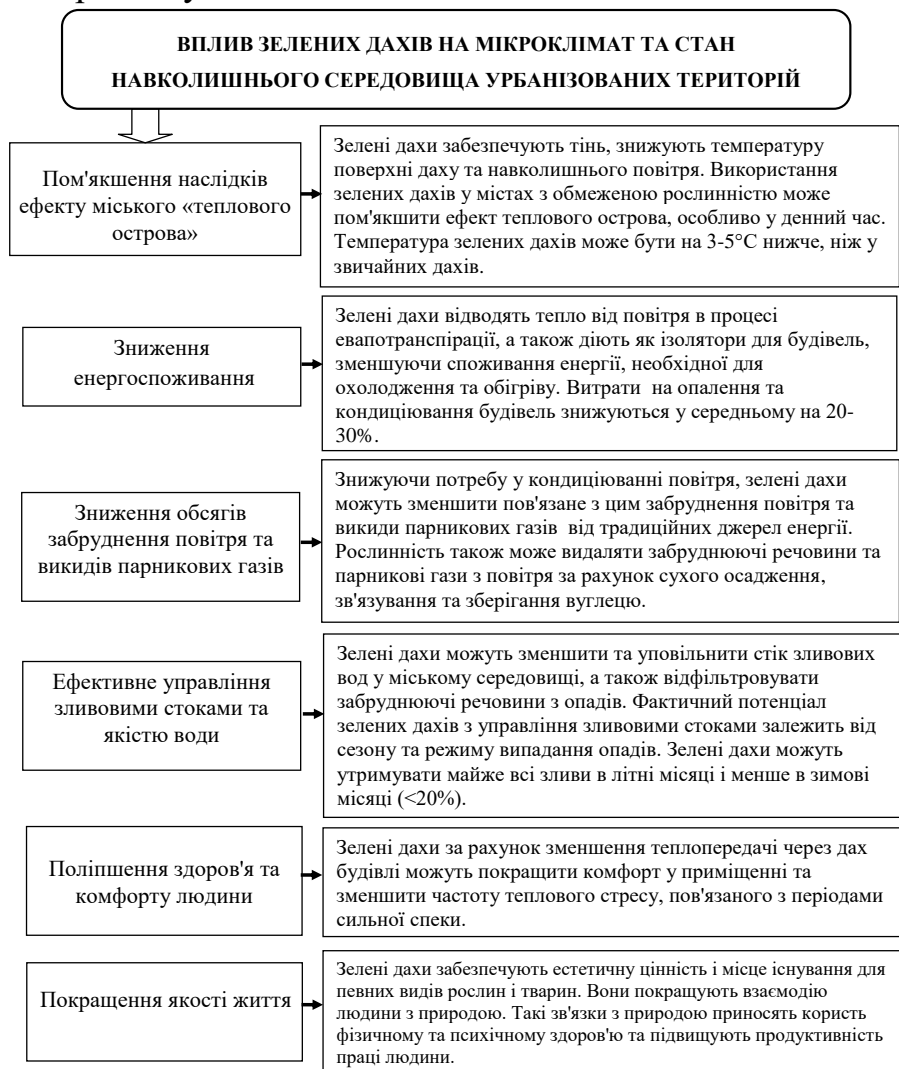 ВПЛИВ ЗЕЛЕНИХ ДАХІВ НА МІКРОКЛІМАТ ТА СТАН
НАВКОЛИШНЬОГО СЕРЕДОВИЩА УРБАНІЗОВАНИХ ТЕРИТОРІЙ
Пом'якшення наслідків
ефекту міського «теплового
острова»
Зелені дахи забезпечують тінь, знижують температуру
поверхні даху та навколишнього повітря. Використання
зелених дахів у містах з обмеженою рослинністю може
пом'якшити ефект теплового острова, особливо у денний час.
Температура зелених дахів може бути на 3-5°C нижче, ніж у
звичайних дахів.
Зниження
енергоспоживання
Зелені дахи відводять тепло від повітря в процесі
евапотранспірації, а також діють як ізолятори для будівель,
зменшуючи споживання енергії, необхідної для
охолодження та обігріву. Витрати на опалення та
кондиціювання будівель знижуються у середньому на 20-
30%.
Зниження обсягів
забруднення повітря та
викидів парникових газів
Знижуючи потребу у кондиціюванні повітря, зелені дахи
можуть зменшити пов'язане з цим забруднення повітря та
викиди парникових газів від традиційних джерел енергії.
Рослинність також може видаляти забруднюючі речовини та
парникові гази з повітря за рахунок сухого осадження,
зв'язування та зберігання вуглецю.
Ефективне управління
зливовими стоками та
якістю води
Зелені дахи можуть зменшити та уповільнити стік зливових
вод у міському середовищі, а також відфільтровувати
забруднюючі речовини з опадів. Фактичний потенціал
зелених дахів з управління зливовими стоками залежить від
сезону та режиму випадання опадів. Зелені дахи можуть
утримувати майже всі зливи в літні місяці і менше в зимові
місяці (<20%).
Поліпшення здоров'я та
комфорту людини
Зелені дахи за рахунок зменшення теплопередачі через дах
будівлі можуть покращити комфорт у приміщенні та
зменшити частоту теплового стресу, пов'язаного з періодами
сильної спеки.
Покращення якості життя
Зелені дахи забезпечують естетичну цінність і місце існування для
певних видів рослин і тварин. Вони покращують взаємодію
людини з природою. Такі зв'язки з природою приносять користь
фізичному та психічному здоров'ю та підвищують продуктивність
праці людини.